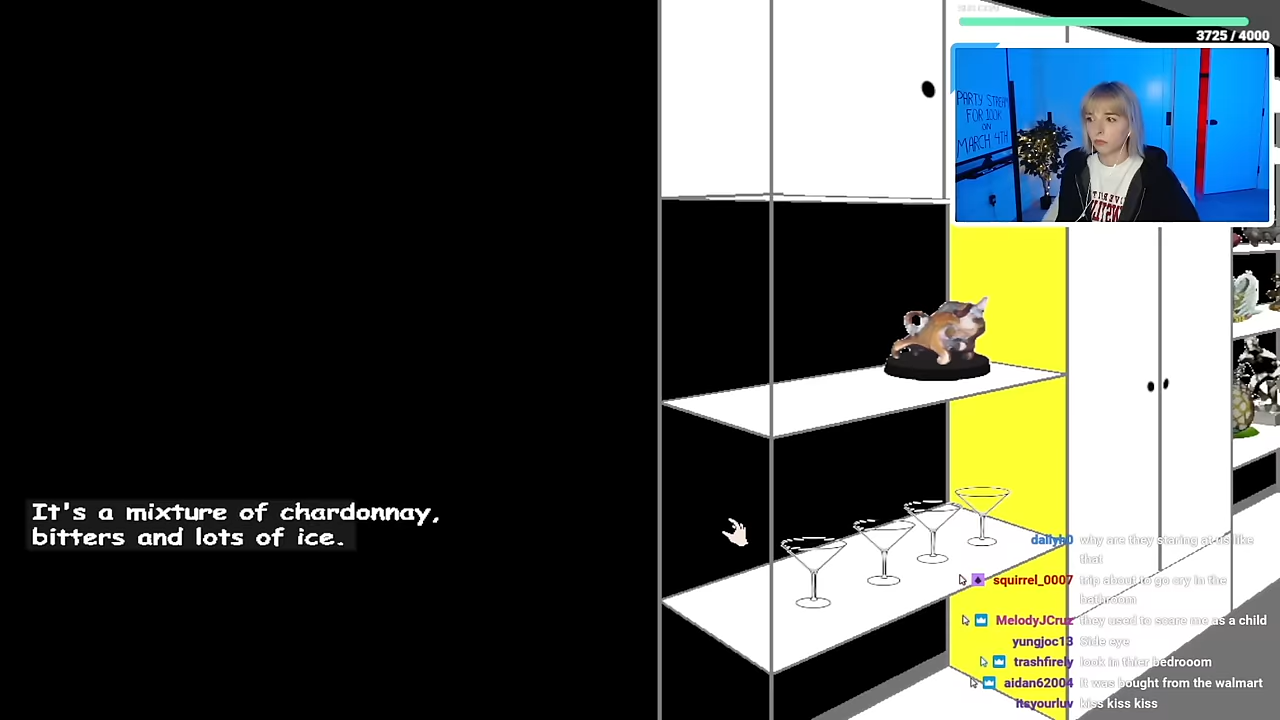 3725 / 4000
PARTY STREAM
FOR 100K
ON
MARCH 4TH
It's a mixture of chardonnay,
bitters and lots of ice.
dailyh0 why are they staring at us like
that
squirrel_0007 trip about to go cry in the
bathroom
MelodyJCruz they used to scare me as a child
yungjoc13 Side eye
trashfirely look in thier bedrooom
aidan62004 It was bought from the walmart
itsyourluv kiss kiss kiss